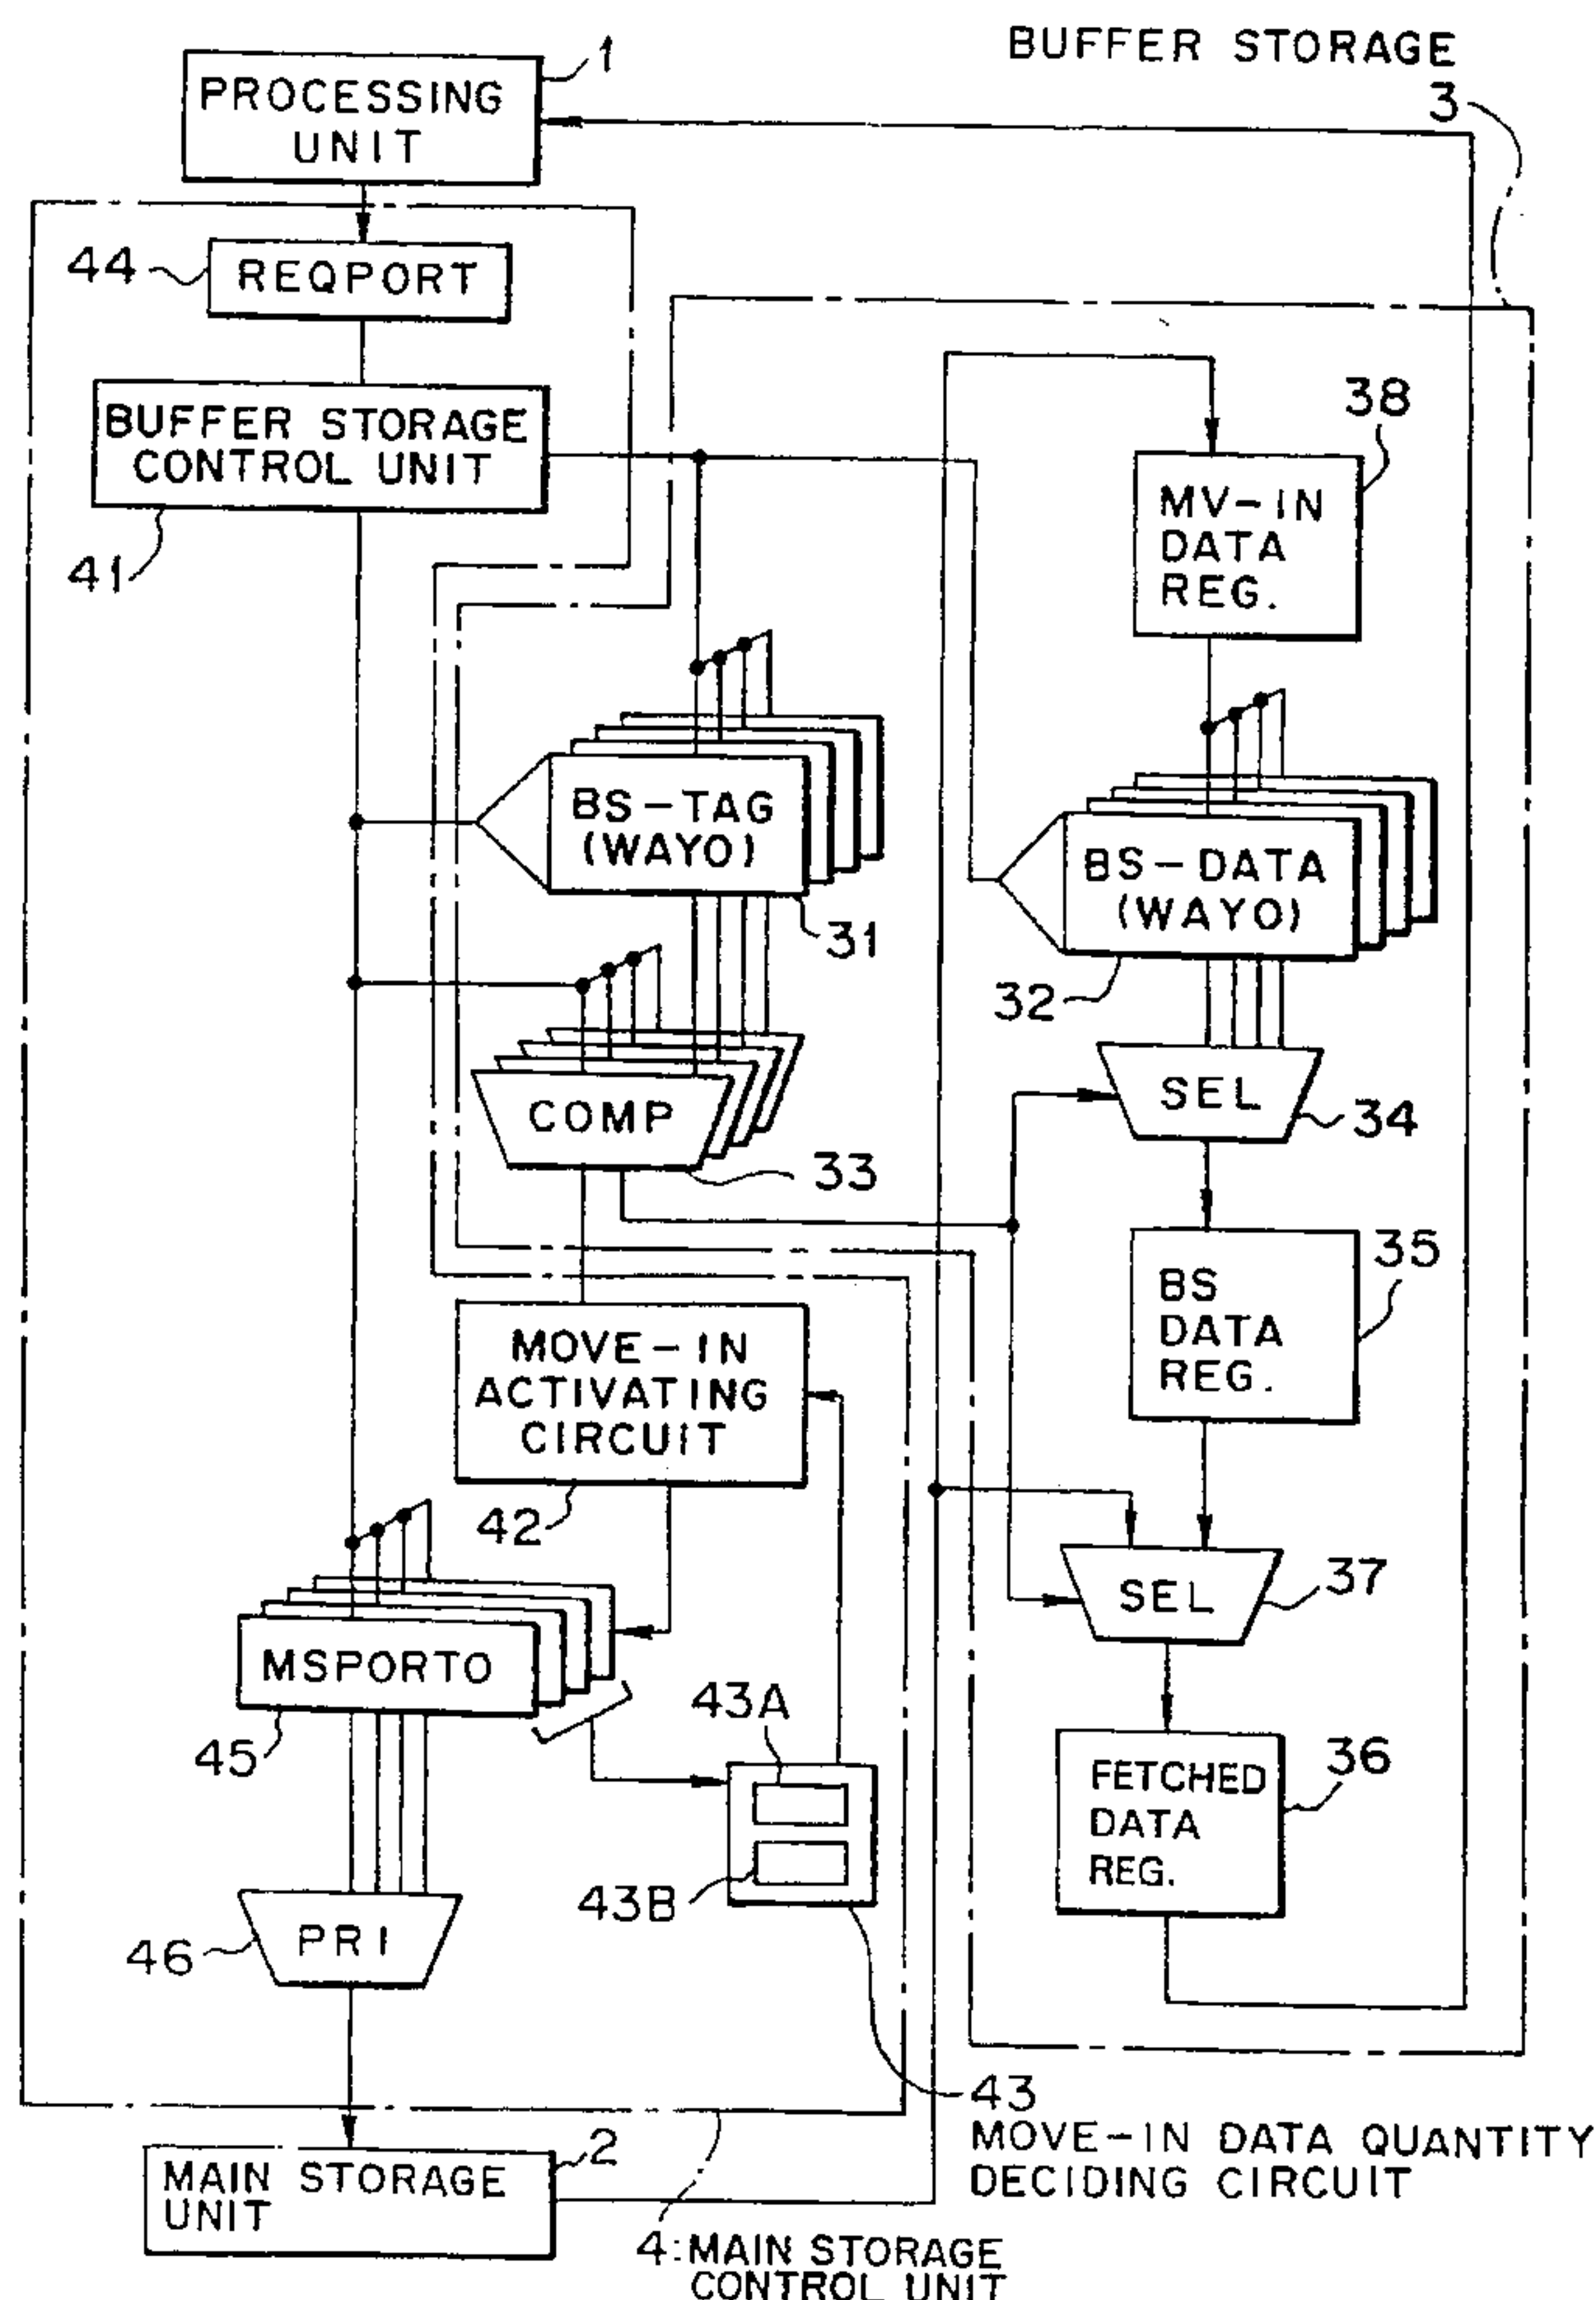 BUFFER STORAGE
3
1
PROCESSING
UNIT
44
REQPORT
BUFFER STORAGE
CONTROL UNIT
41
38
MV-IN
DATA
REG.
BS-TAG
(WAYO)
31
BS-DATA
(WAYO)
32
COMP
33
SEL
34
35
BS
DATA
REG.
MOVE-IN
ACTIVATING
CIRCUIT
42
SEL
37
MSPORTO
45
43A
43B
36
FETCHED
DATA
REG.
PRI
46
43
MOVE-IN DATA QUANTITY
DECIDING CIRCUIT
2
MAIN STORAGE
UNIT
4:MAIN STORAGE
CONTROL UNIT